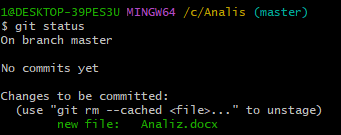 1@DESKTOP-39PES3U MINGW64 /c/Analis (master)
$ git status
On branch master
No commits yet
Changes to be committed:
(use "git rm --cached <file>..." to unstage)
new file: Analiz.docx